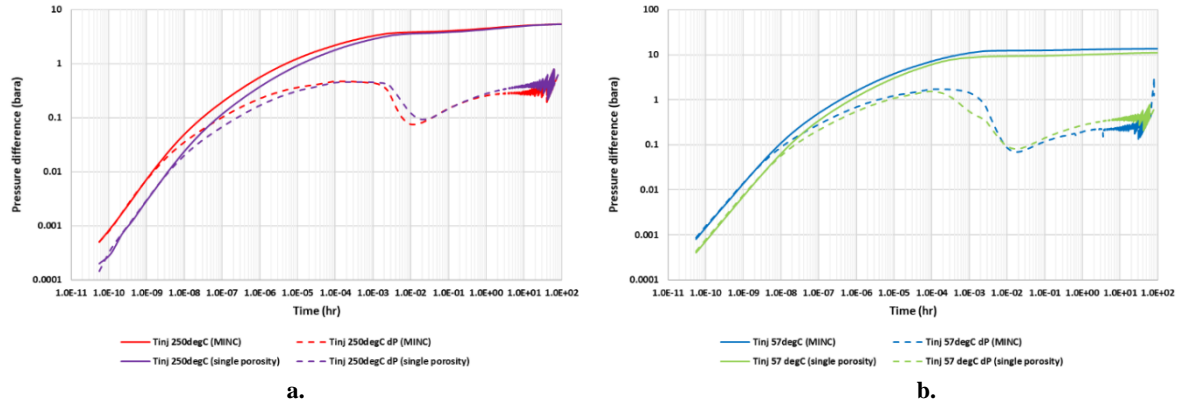 10
1
0.1
0.01
0.001
0.0001
Pressure difference (bara)
1.0E-11 1.0E-10 1.0E-09 1.0E-08 1.0E-07 1.0E-06 1.0E-05 1.0E-04 1.0E-03 1.0E-02 1.0E-01 1.0E+00 1.0E+01 1.0E+02
Time (hr)
Tinj 250degC (MINC) Tinj 250degC dP (MINC)
Tinj 250degC (single porosity) Tinj 250degC dP (single porosity)
a.
100
10
1
0.1
0.01
0.001
0.0001
Pressure difference (bara)
1.0E-11 1.0E-10 1.0E-09 1.0E-08 1.0E-07 1.0E-06 1.0E-05 1.0E-04 1.0E-03 1.0E-02 1.0E-01 1.0E+00 1.0E+01 1.0E+02
Time (hr)
Tinj 57degC (MINC) Tinj 57degC dP (MINC)
Tinj 57 degC (single porosity) Tinj 57 degC dP (single porosity)
b.